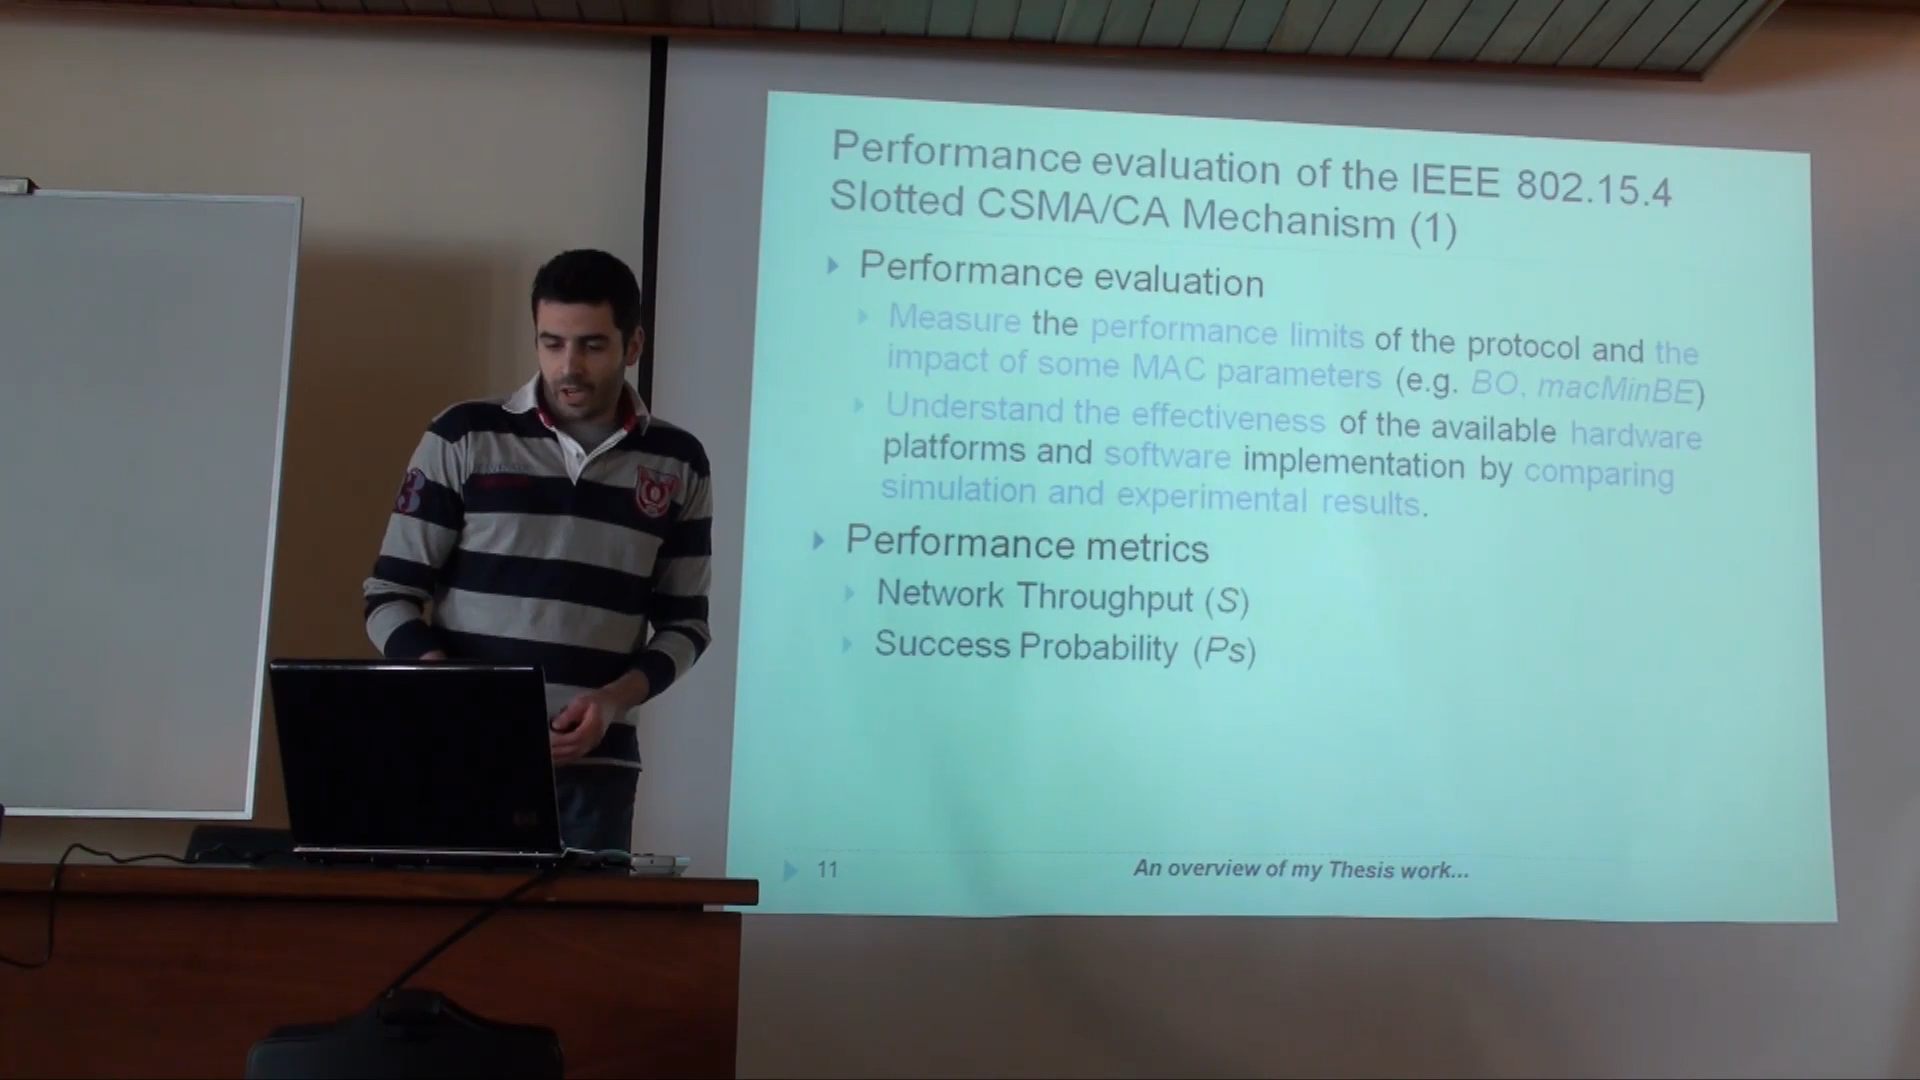 Performance evaluation of the IEEE 802.15.4
Slotted CSMA/CA Mechanism (1)
Performance evaluation
Measure the performance limits of the protocol and the
impact of some MAC parameters (e.g. BO, macMinBE)
Understand the effectiveness of the available hardware
platforms and software implementation by comparing
simulation and experimental results.
Performance metrics
Network Throughput (S)
Success Probability (Ps)
11
An overview of my Thesis work...